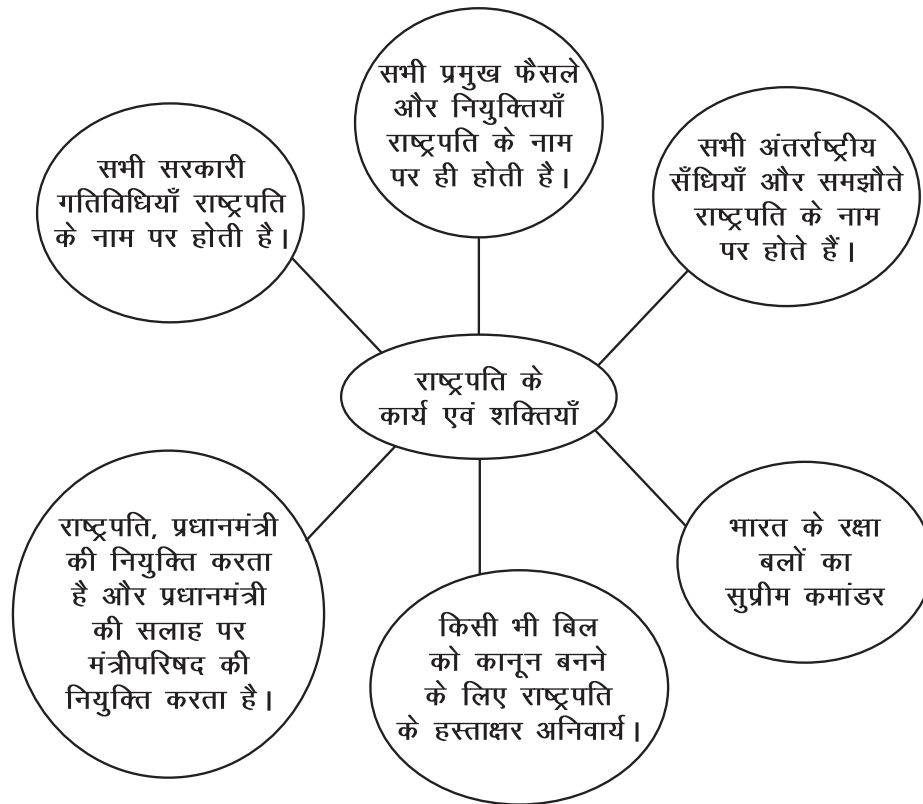 सभी प्रमुख फैसले
और नियुक्तियाँ
राष्ट्रपति के नाम
पर ही होती है।
सभी सरकारी
गतिविधियाँ राष्ट्रपति
के नाम पर होती है।
सभी अंतर्राष्ट्रीय
सँधियाँ और समझौते
राष्ट्रपति के नाम
पर होते हैं।
राष्ट्रपति के
कार्य एवं शक्तियाँ
राष्ट्रपति, प्रधानमंत्री
की नियुक्ति करता
है और प्रधानमंत्री
की सलाह पर
मंत्रीपरिषद की
नियुक्ति करता है।
किसी भी बिल
को कानून बनने
के लिए राष्ट्रपति
के हस्ताक्षर अनिवार्य।
भारत के रक्षा
बलों का
सुप्रीम कमांडर